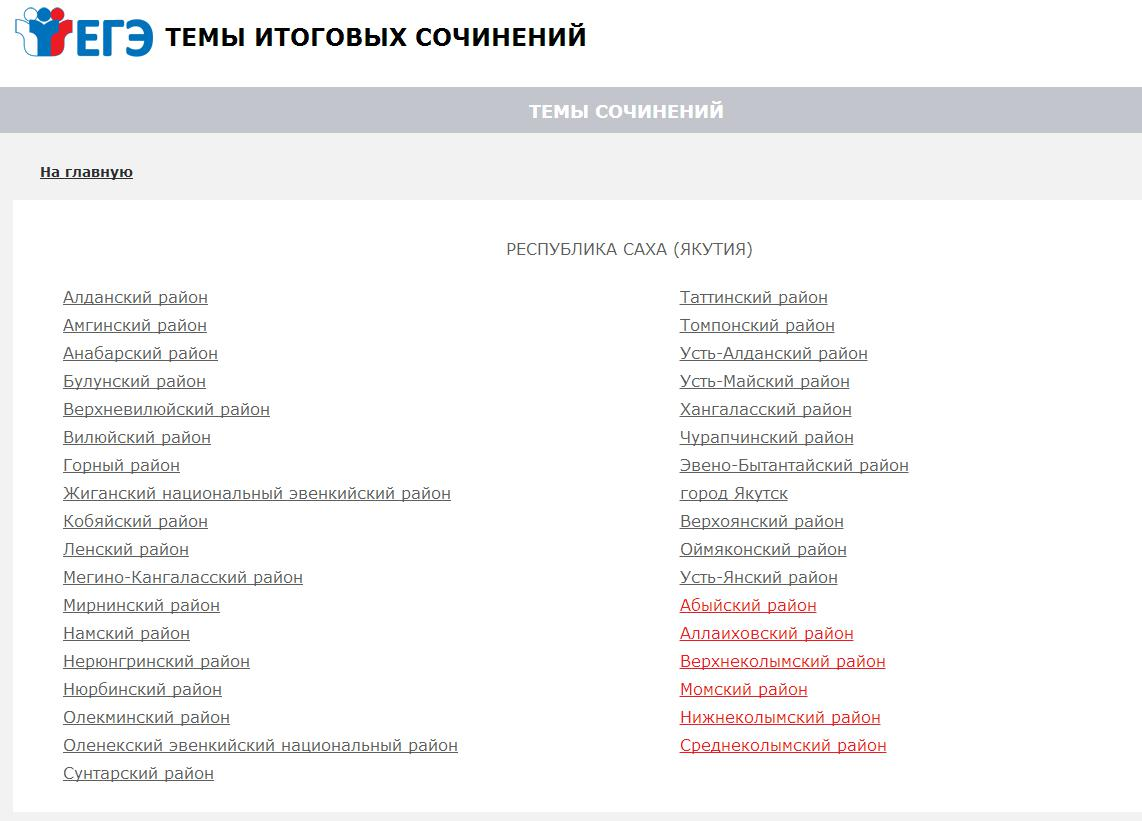 ЕГЭ ТЕМЫ ИТОГОВЫХ СОЧИНЕНИЙ
ТЕМЫ СОЧИНЕНИЙ
На главную
РЕСПУБЛИКА САХА (ЯКУТИЯ)
Алданский район
Амгинский район
Анабарский район
Булунский район
Верхневилюйский район
Вилюйский район
Горный район
Жиганский национальный эвенкийский район
Кобяйский район
Ленский район
Мегино-Кангаласский район
Мирнинский район
Намский район
Нерюнгринский район
Нюрбинский район
Олекминский район
Оленекский эвенкийский национальный район
Сунтарский район
Таттинский район
Томпонский район
Усть-Алданский район
Усть-Майский район
Хангаласский район
Чурапчинский район
Эвено-Бытантайский район
город Якутск
Верхоянский район
Оймяконский район
Усть-Янский район
Абыйский район
Аллаиховский район
Верхнеколымский район
Момский район
Нижнеколымский район
Среднеколымский район